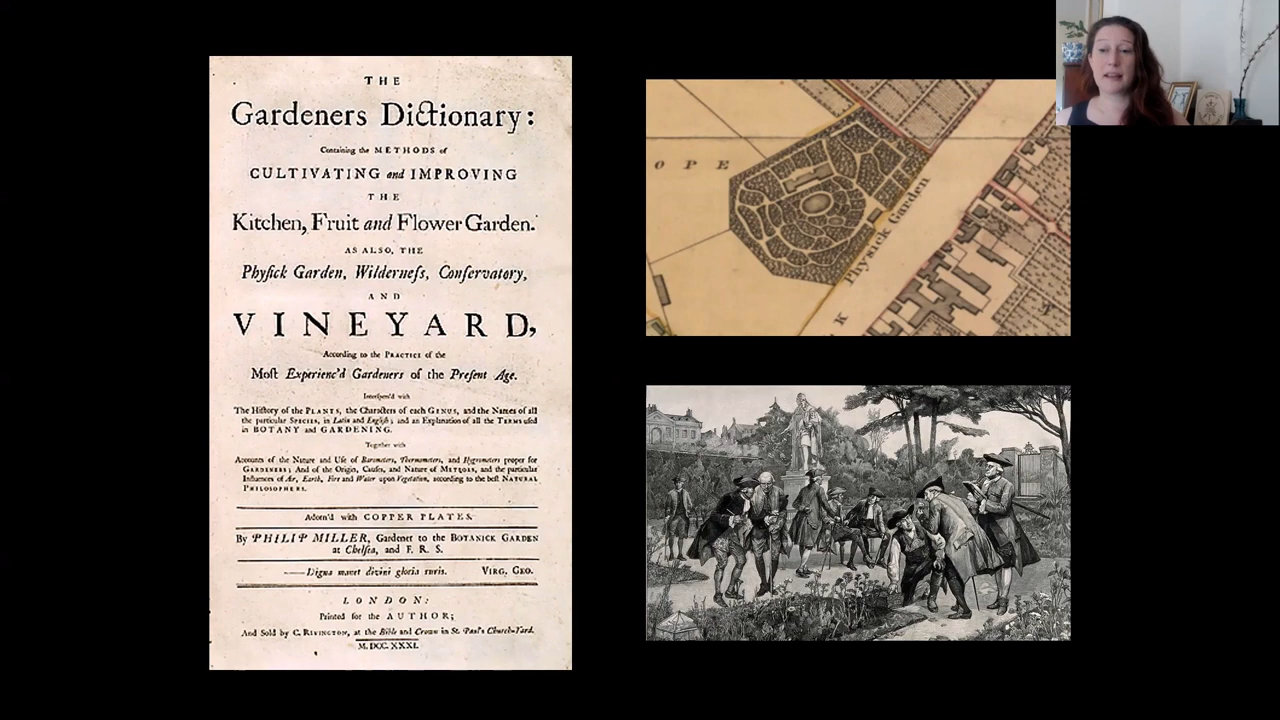 THE
Gardeners Dictionary:
Containing the METHODS of
CULTIVATING and IMPROVING
THE
Kitchen, Fruit and Flower Garden.
AS ALSO, THE
Phyſick Garden, Wilderneſs, Conſervatory,
AND
VINEYARD,
According to the PRACTICE of the
Moſt Experienc'd Gardeners of the Preſent Age.
Interſpers'd with
The Hiſtory of the PLANTS, the Characters of each GENUS, and the Names of all
the particular SPECIES, in Latin and Engliſh; and an Explanation of all the TERMS uſed
in BOTANY and GARDENING.
Together with
Accounts of the Nature and Uſe of Barometers, Thermometers, and Hygrometers proper for
GARDENERS; And of the Origin, Cauſes, and Nature of METEORS, and the particular
Influences of Air, Earth, Fire and Water upon Vegetation, according to the beſt NATURAL
PHILOSOPHERS.
Adorn'd with COPPER PLATES.
By PHILIP MILLER, Gardener to the BOTANICK GARDEN
at Chelſea, and F. R. S.
——Digna manet divini gloria ruris. VIRG. GEO.
LONDON:
Printed for the AUTHOR;
And Sold by C. RIVINGTON, at the Bible and Crown in St. Paul's Church-Yard.
M.DCC.XXXI.
OPE
Phyſick Garden
K
T